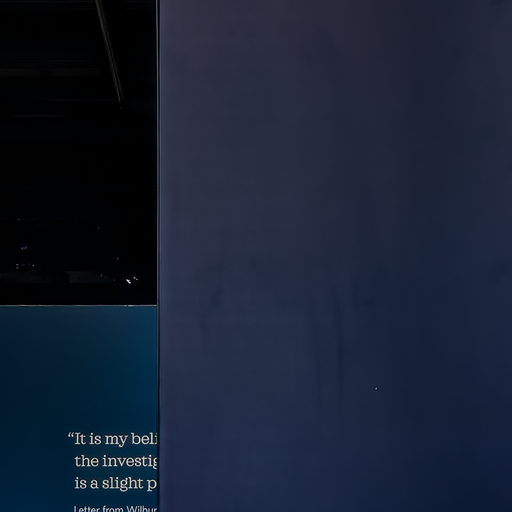 “It is my beli
the investig
is a slight p
Letter from Wilbur